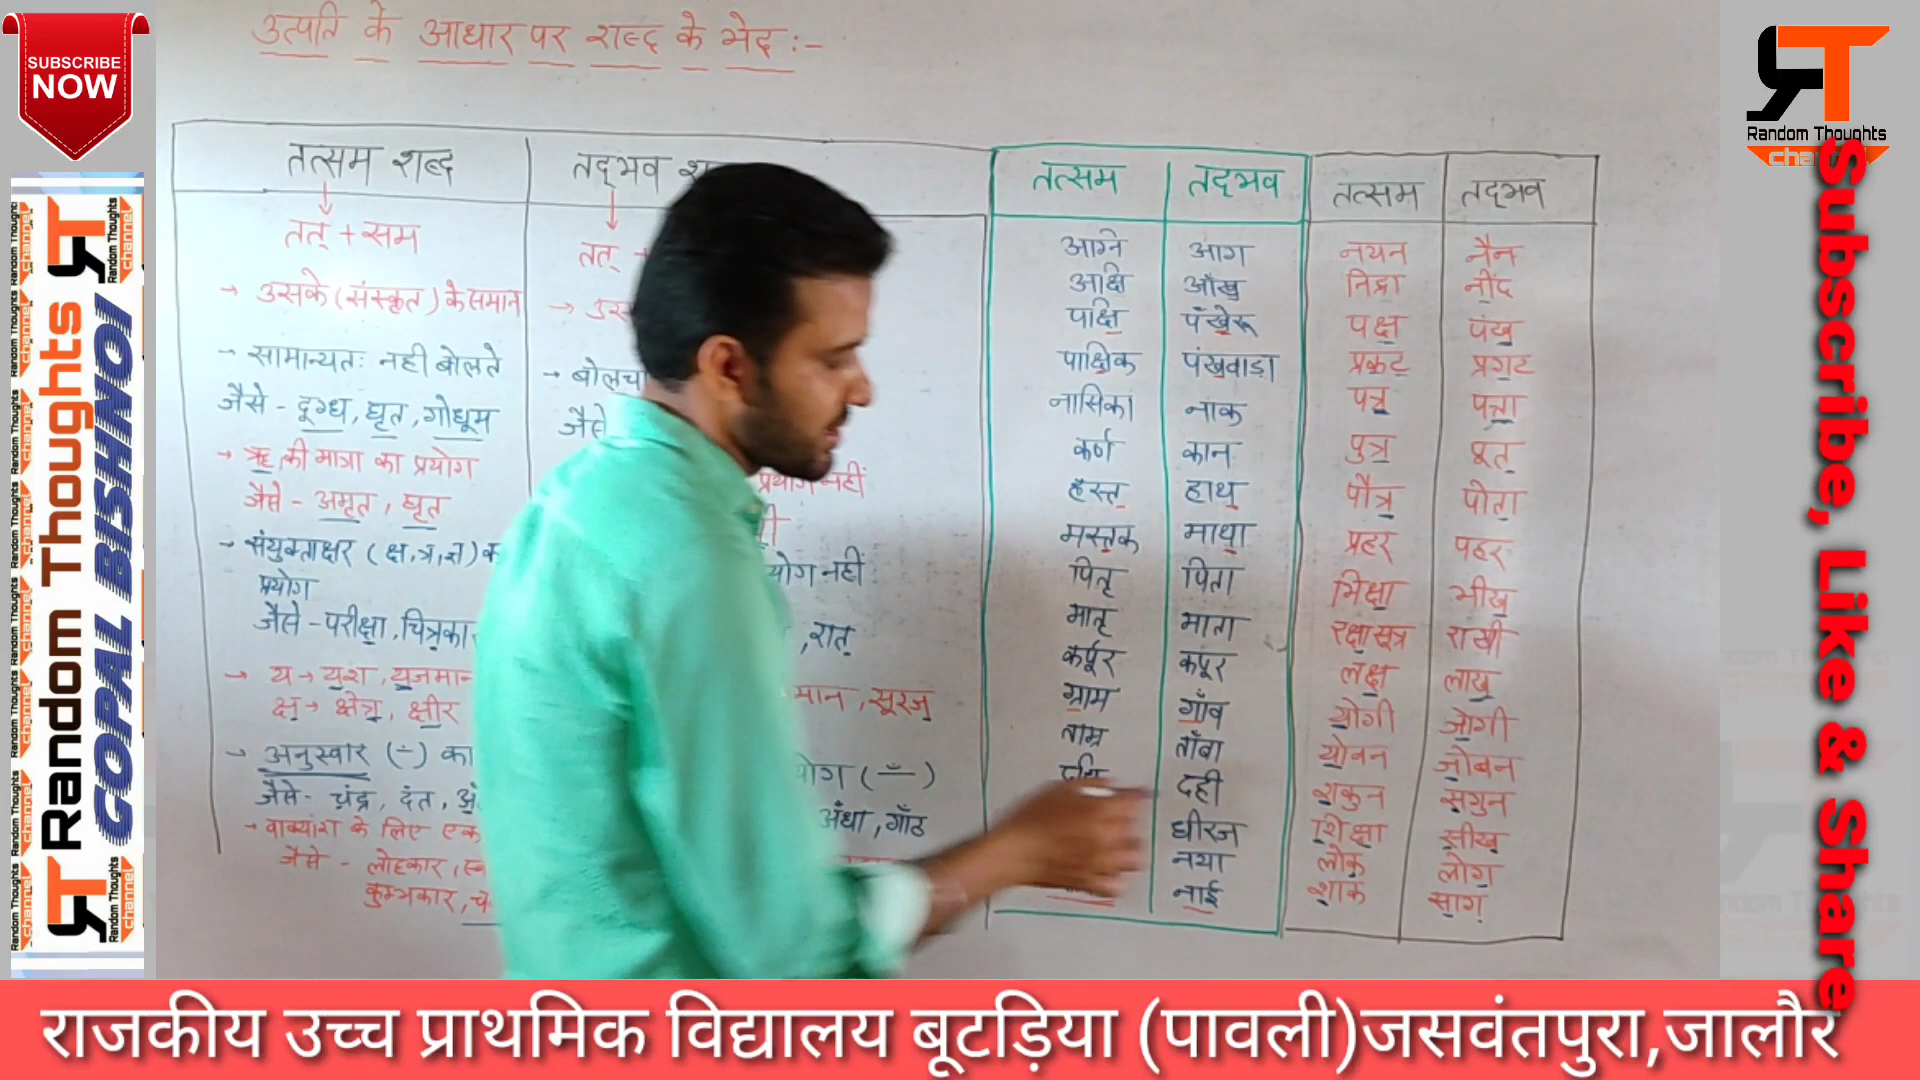 उत्पति के आधार पर शब्द के भेद :-
SUBSCRIBE
NOW
Random Thoughts
channel
Random Thoughts
GOPAL BISHNOI
Subscribe, Like & Share
तत्सम शब्द
तत् + सम
→ उसके (संस्कृत) के समान
→ सामान्यतः नही बोलते
जैसे - दूग्ध, घृत, गोधूम
→ ऋ की मात्रा का प्रयोग
जैसे - अमृत, घृत
→ संयुक्ताक्षर (क्ष, त्र, ज्ञ)
प्रयोग
जैसे - परीक्षा, चित्रका
→ य → यश, यजमान
क्ष → क्षेत्र, क्षीर
→ अनुस्वार (ं) का
जैसे - चंद्र, दंत,
→ वाक्यांश के लिए एक
जैसे - लोहकार,
कुम्भकार,
तद्भव
तत् +
→
→ बोलचा
जैसे
प्रयोग नहीं
योग नहीं
, रात
मान, सूरज
योग (ँ)
अँधा, गाँठ
तत्सम तद्भव
अग्नि आग
अक्षि आँख
पक्षि पँखेरू
पाक्षिक पंखवाड़ा
नासिका नाक
कर्ण कान
हस्त हाथ
मस्तक माथा
पितृ पिता
मातृ माता
कर्पूर कपूर
ग्राम गाँव
ताम्र ताँबा
दही
धीरज
नया
नाई
तत्सम तद्भव
नयन नैन
निद्रा नींद
पक्ष पंख
प्रकट प्रगट
पत्र पत्ता
पुत्र पूत
पौत्र पोता
प्रहर पहर
भिक्षा भीख
रक्षासूत्र राखी
लक्ष लाख
योगी जोगी
योवन जोबन
शकुन सगुन
शिक्षा सीख
लोक लोग
शाक साग
राजकीय उच्च प्राथमिक विद्यालय बूटड़िया (पावली)जसवंतपुरा,जालौर